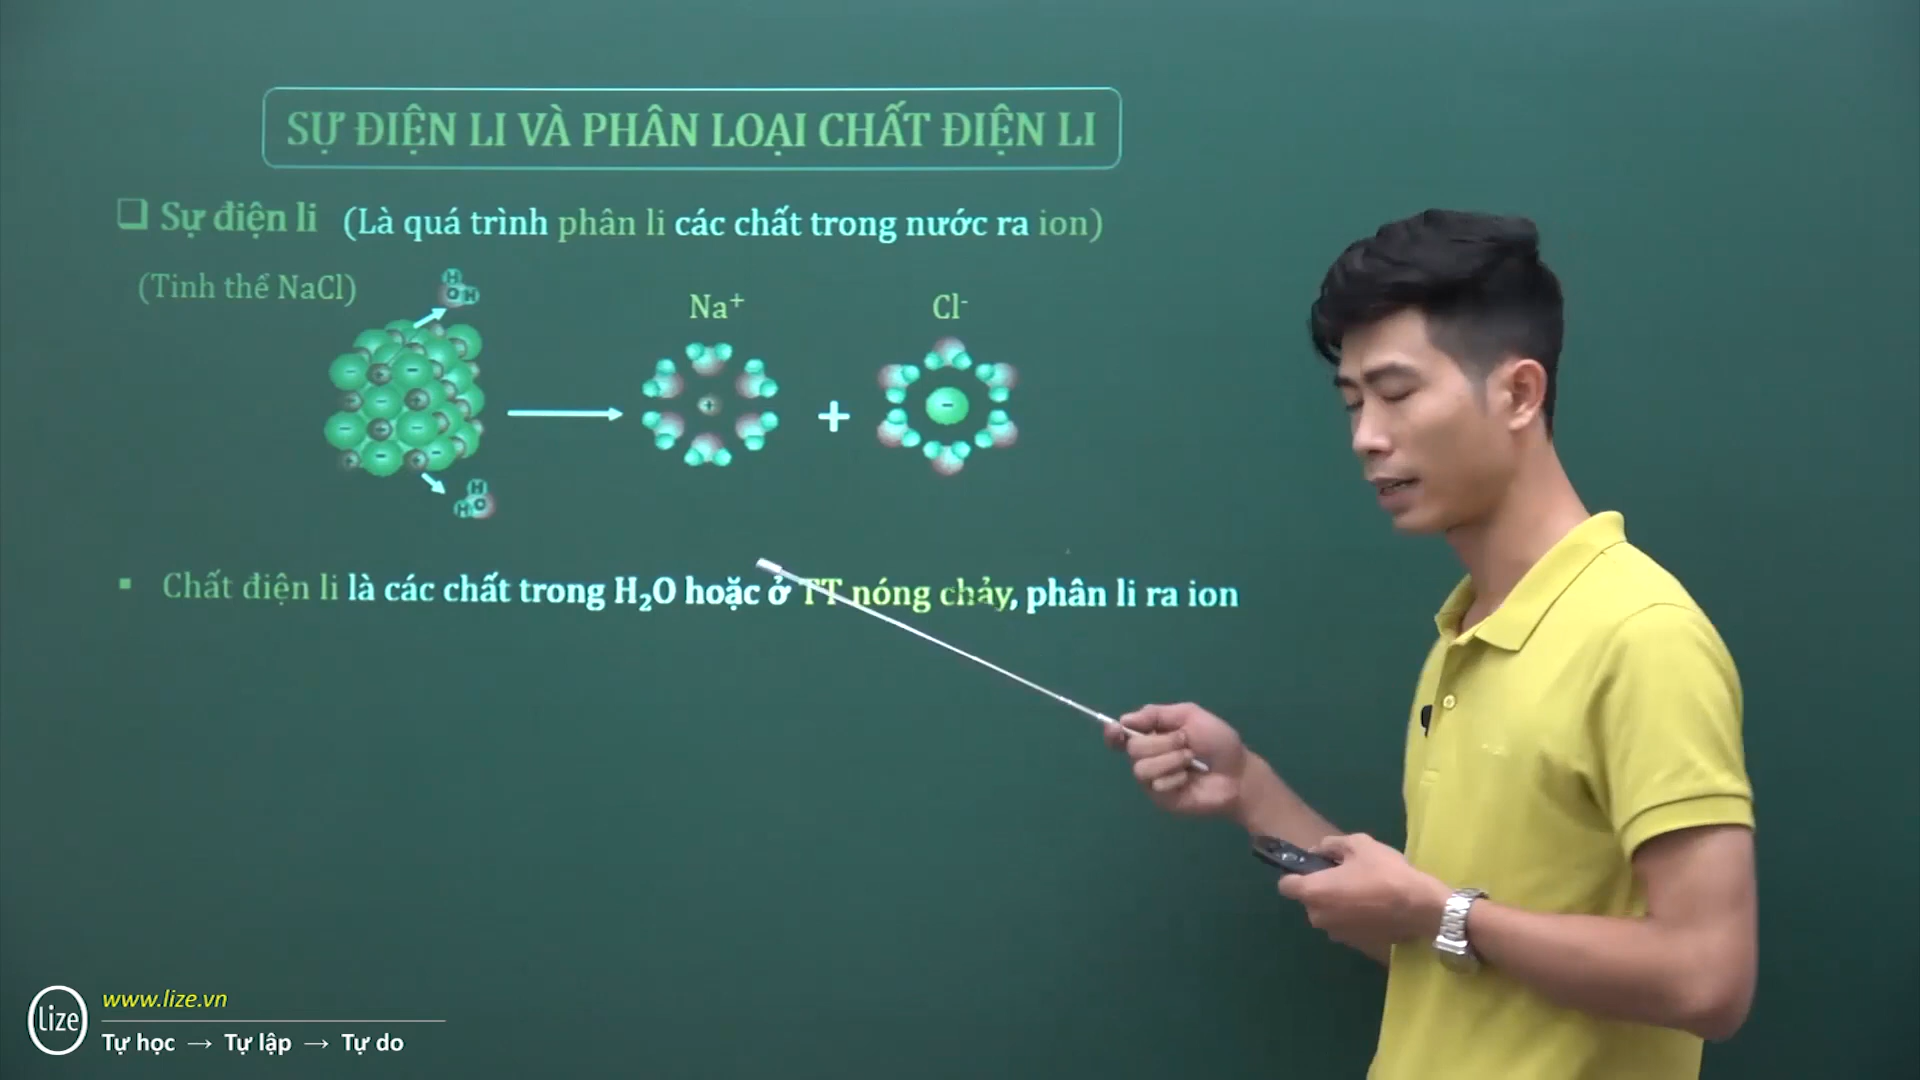 SỰ ĐIỆN LI VÀ PHÂN LOẠI CHẤT ĐIỆN LI
Sự điện li (Là quá trình phân li các chất trong nước ra ion)
(Tinh thể NaCl)
H
O H
Na⁺
Cl⁻
- + -
- - +
- + -
+ - + -
+
+
-
H
H O
▪ Chất điện li là các chất trong H₂O hoặc ở TT nóng chảy, phân li ra ion
lize
www.lize.vn
Tự học → Tự lập → Tự do